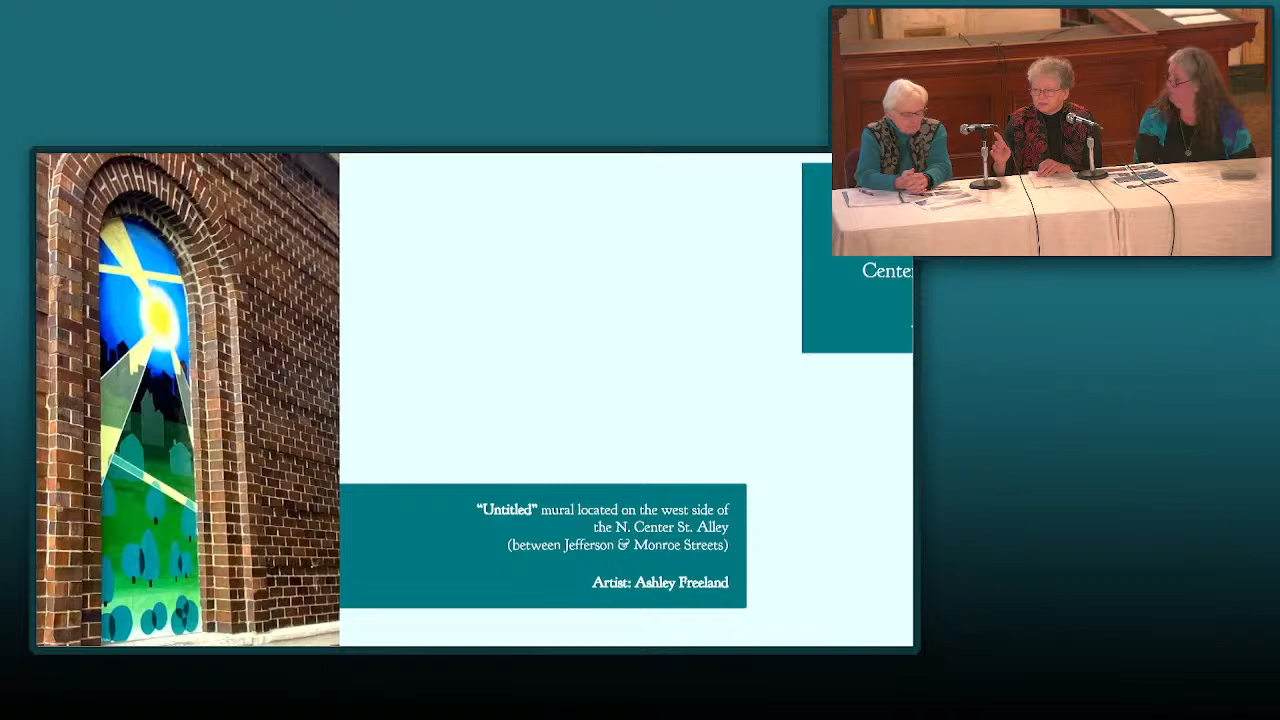 Center
“Untitled” mural located on the west side of
the N. Center St. Alley
(between Jefferson & Monroe Streets)
Artist: Ashley Freeland